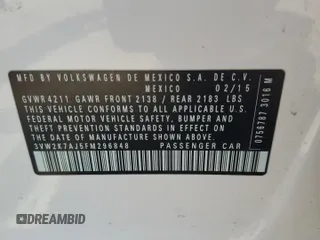 MFD. BY VOLKSWAGEN DE MEXICO S.A. DE C.V.
MEXICO 02/15
GVWR 4211 GAWR FRONT 2138 / REAR 2183 LBS
THIS VEHICLE CONFORMS TO ALL APPLICABLE U.S.
FEDERAL MOTOR VEHICLE SAFETY, BUMPER AND
THEFT PREVENTION STANDARDS IN EFFECT ON THE
DATE OF MANUFACTURE SHOWN ABOVE.
3VW2K7AJ5FM296848 PASSENGER CAR
0756787 3016 M
DREAMBID.COM